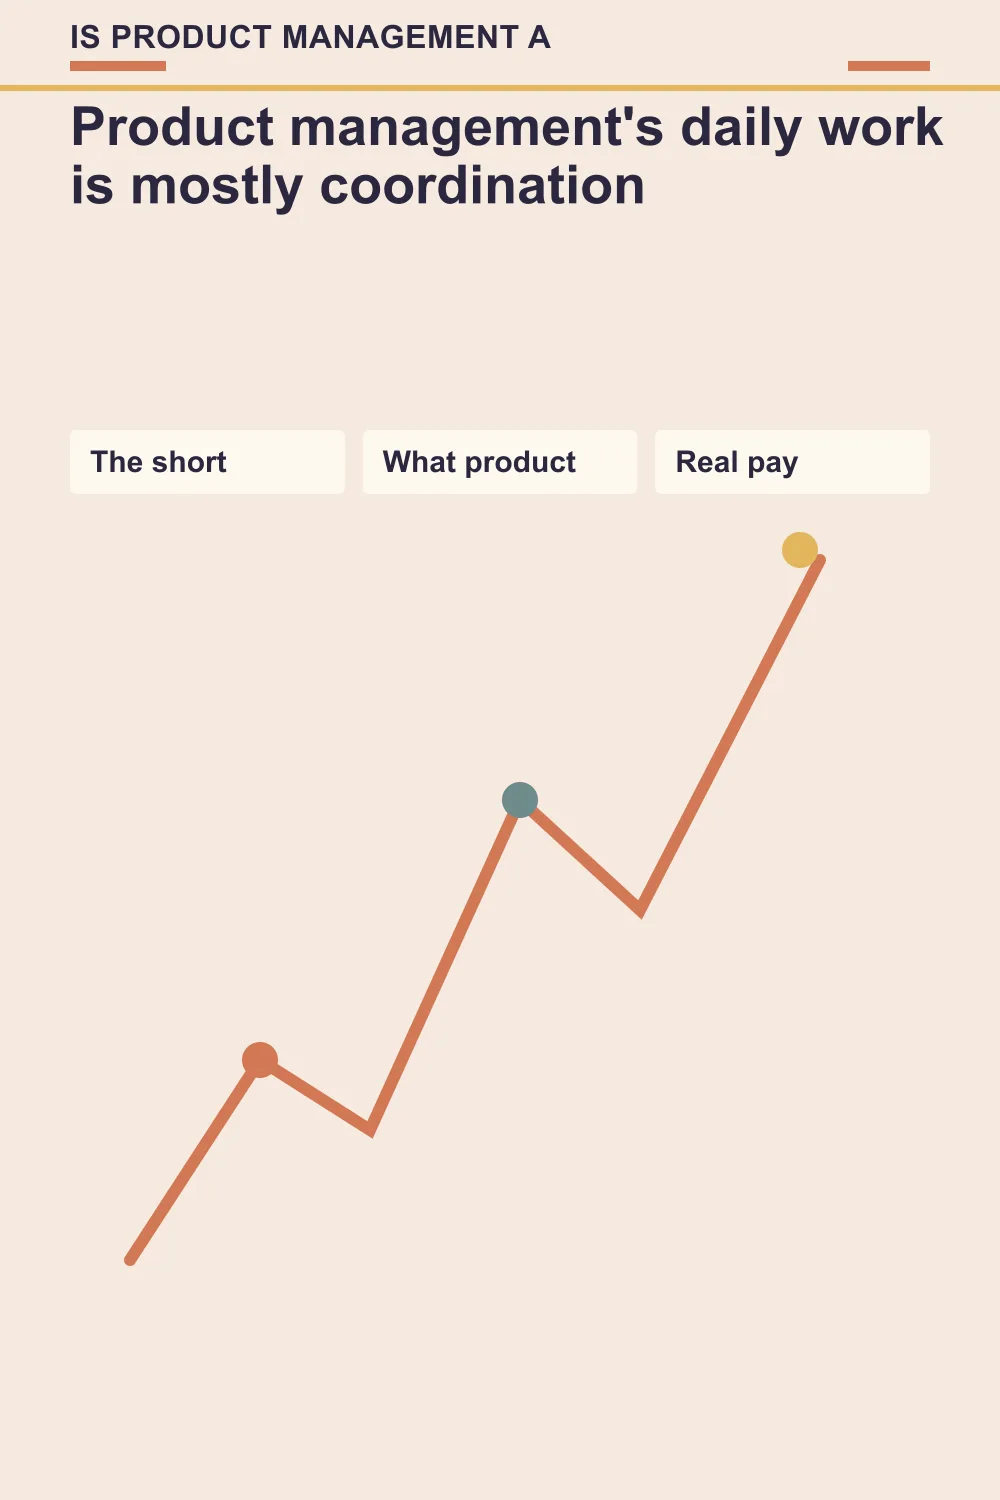 IS PRODUCT MANAGEMENT A
Product management's daily work
is mostly coordination
The short
What product
Real pay